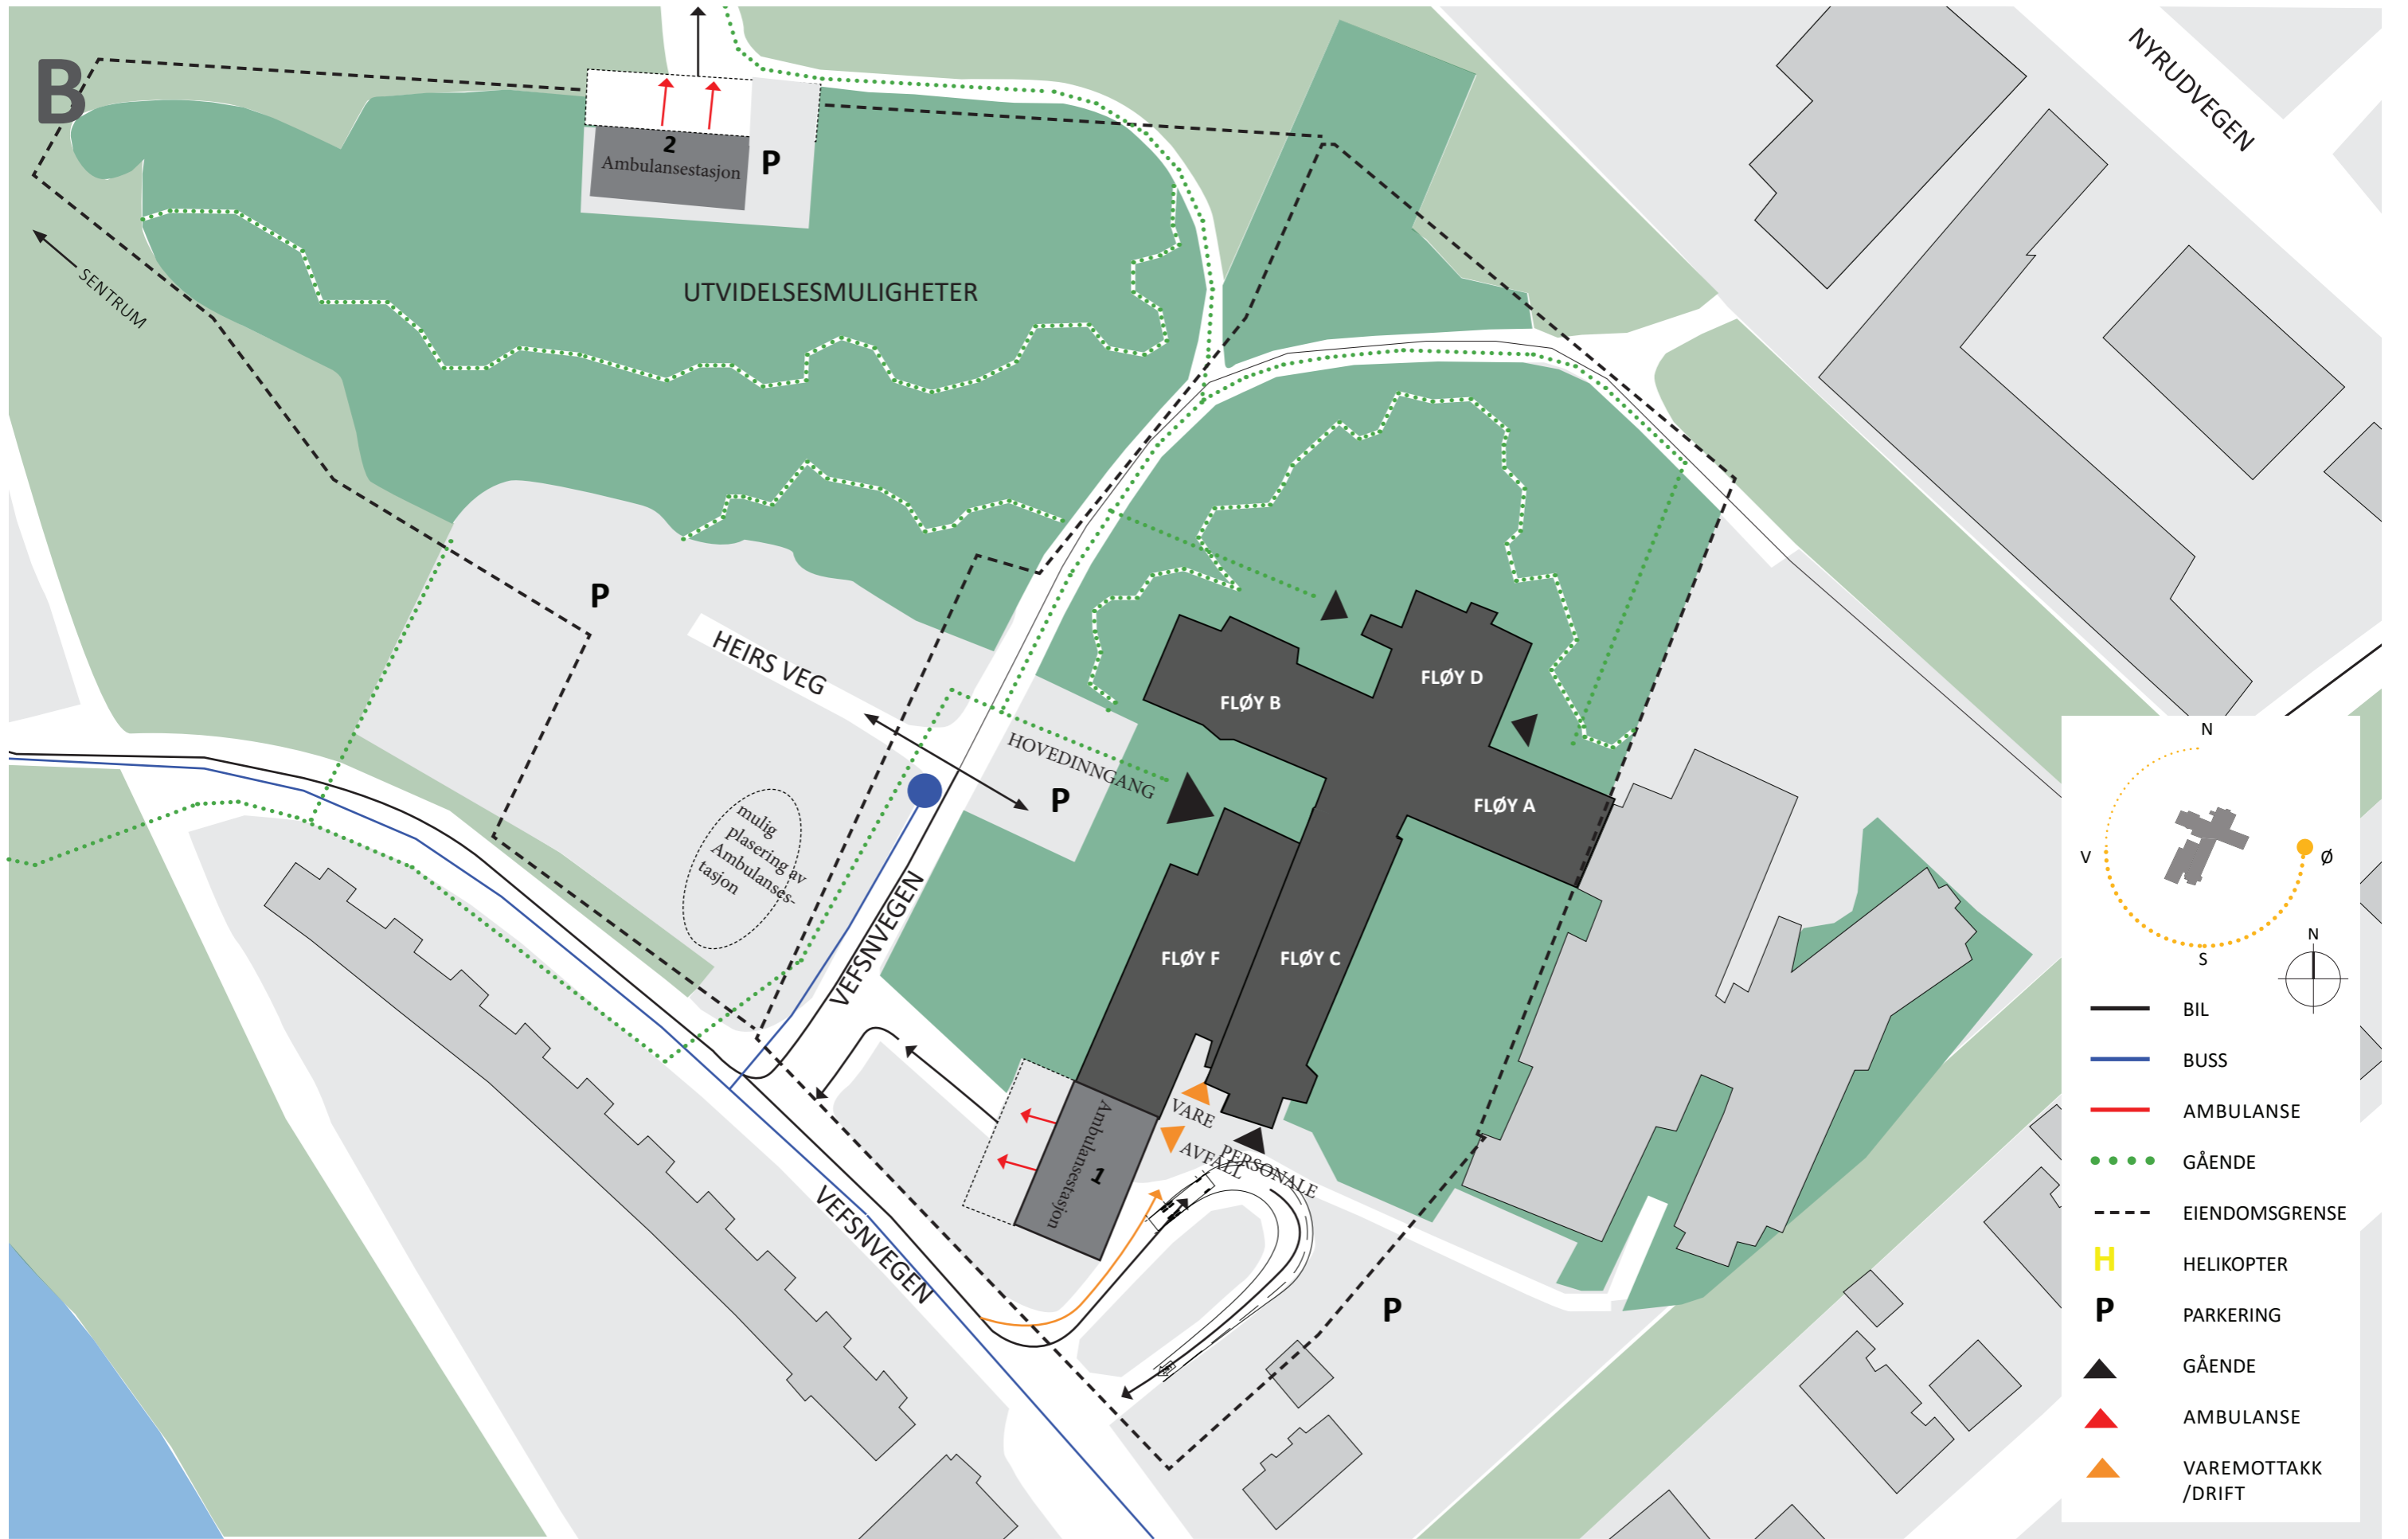 B
NYRUDVEGEN
2
Ambulansestasjon
P
SENTRUM
UTVIDELSESMULIGHETER
P
HEIRS VEG
FLØY D
FLØY B
HOVEDINNGANG
P
FLØY A
mulig
plasering av
Ambulanses-
tasjon
VEFSNVEGEN
FLØY F
FLØY C
Ambulansestasjon
1
VARE
AVFALL
PERSONALE
VEFSNVEGEN
P
N
V
Ø
S
N
BIL
BUSS
AMBULANSE
GÅENDE
EIENDOMSGRENSE
H
HELIKOPTER
P
PARKERING
GÅENDE
AMBULANSE
VAREMOTTAKK
/DRIFT